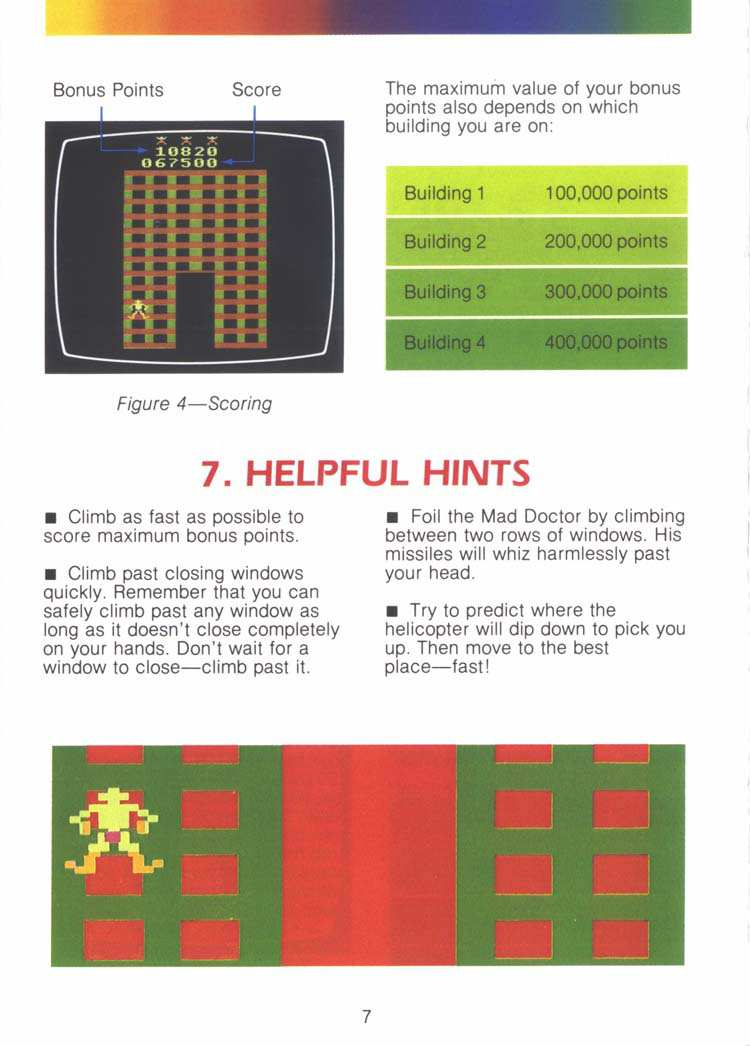 Bonus Points Score
10820
067500
Figure 4—Scoring
The maximum value of your bonus
points also depends on which
building you are on:
Building 1 100,000 points
Building 2 200,000 points
Building 3 300,000 points
Building 4 400,000 points
7. HELPFUL HINTS
■ Climb as fast as possible to
score maximum bonus points.
■ Climb past closing windows
quickly. Remember that you can
safely climb past any window as
long as it doesn't close completely
on your hands. Don't wait for a
window to close—climb past it.
■ Foil the Mad Doctor by climbing
between two rows of windows. His
missiles will whiz harmlessly past
your head.
■ Try to predict where the
helicopter will dip down to pick you
up. Then move to the best
place—fast!
7